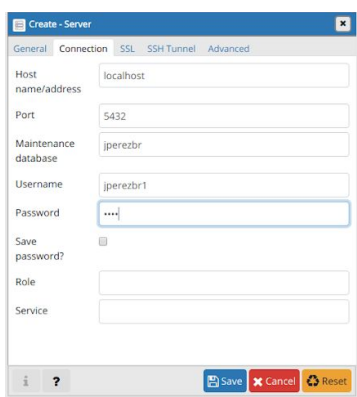 Create - Server
General Connection SSL SSH Tunnel Advanced
Host
name/address
localhost
Port
5432
Maintenance
database
jperezbr
Username
jperezbr1
Password
••••
Save
password?
Role
Service
i ? Save Cancel Reset